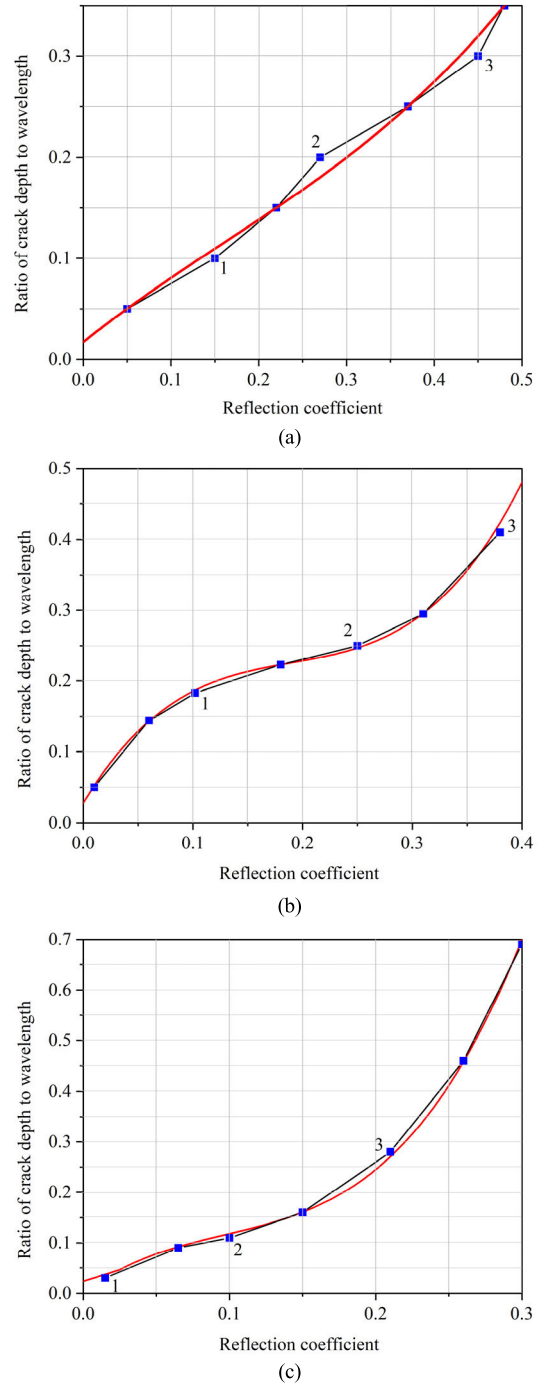 Ratio of crack depth to wavelength
0.3
0.2
0.1
0.0
3
2
1
0.0 0.1 0.2 0.3 0.4 0.5
Reflection coefficient
(a)
Ratio of crack depth to wavelength
0.5
0.4
0.3
0.2
0.1
0.0
3
2
1
0.0 0.1 0.2 0.3 0.4
Reflection coefficient
(b)
Ratio of crack depth to wavelength
0.7
0.6
0.5
0.4
0.3
0.2
0.1
0.0
3
2
1
0.0 0.1 0.2 0.3
Reflection coefficient
(c)